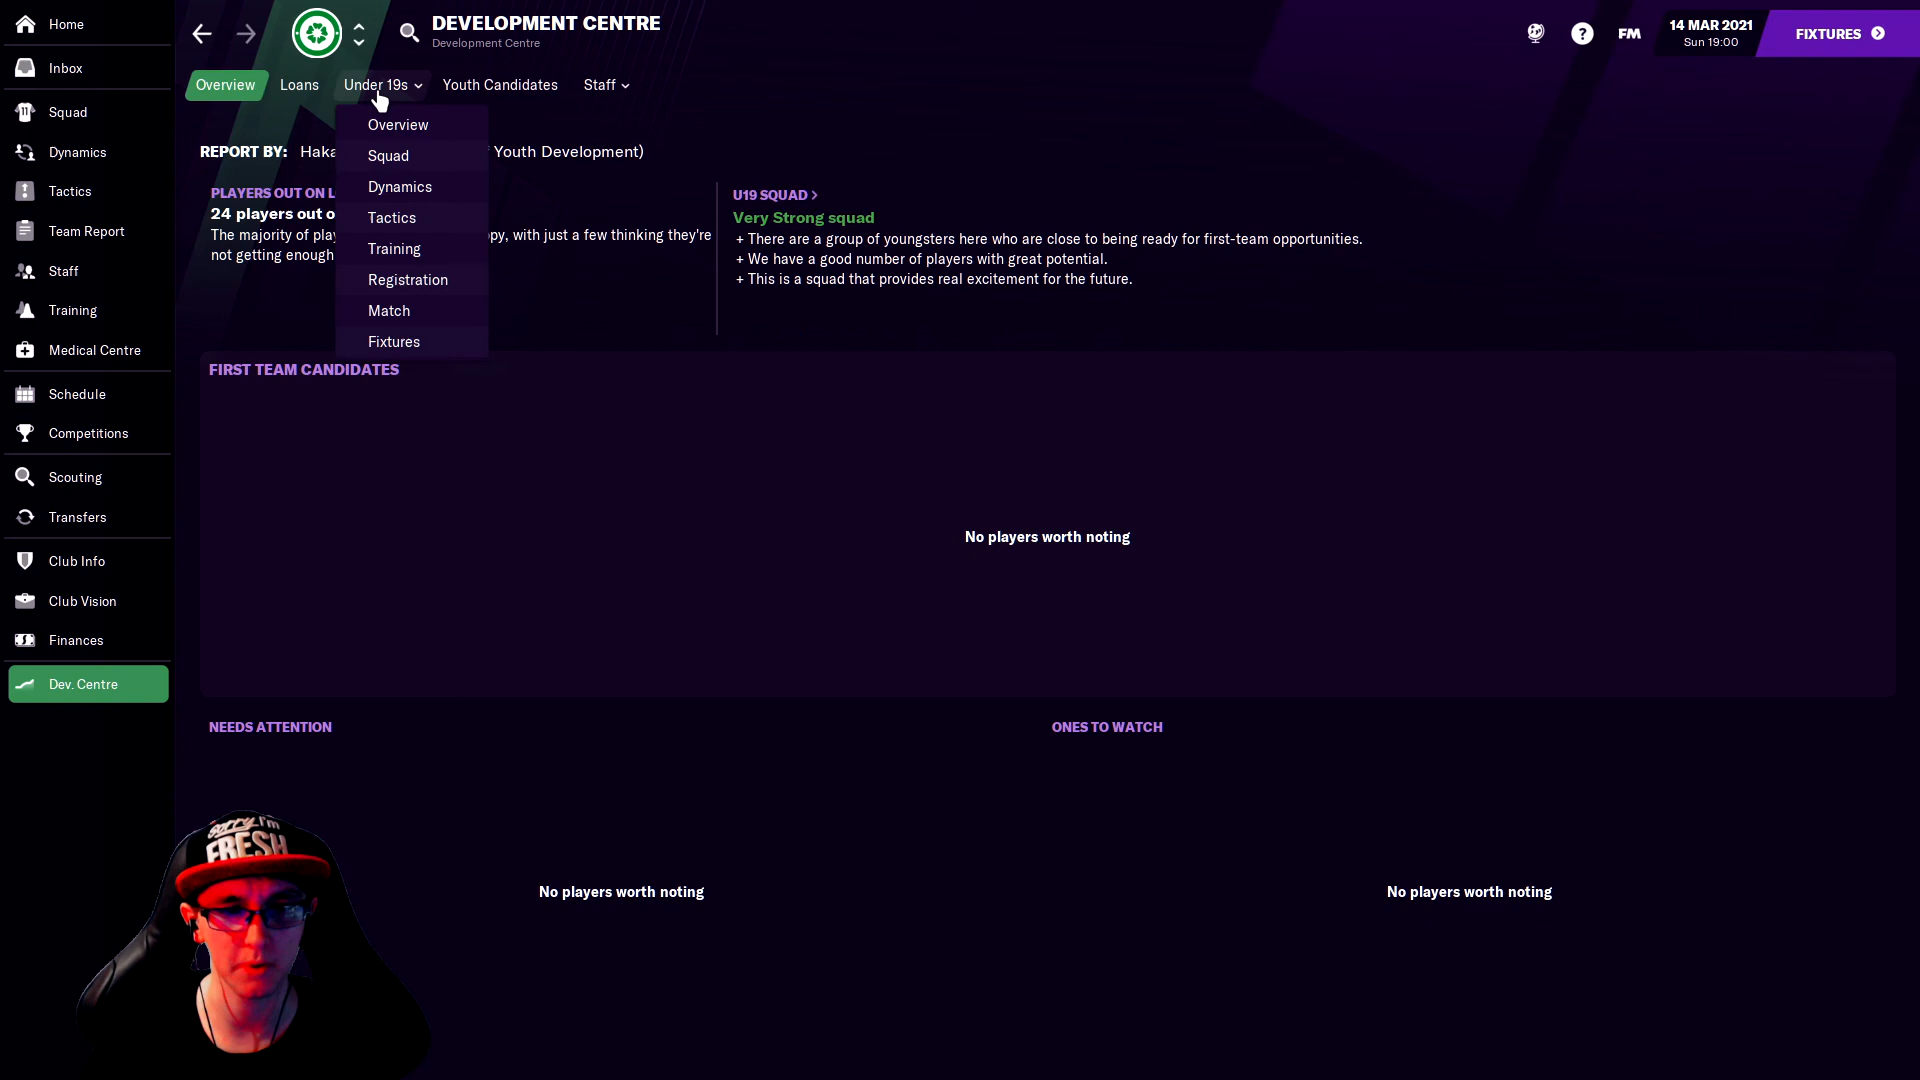 Home
Inbox
Squad
Dynamics
Tactics
Team Report
Staff
Training
Medical Centre
Schedule
Competitions
Scouting
Transfers
Club Info
Club Vision
Finances
Dev. Centre
DEVELOPMENT CENTRE
Development Centre
?
FM
14 MAR 2021
Sun 19:00
FIXTURES
Overview
Loans
Under 19s
Youth Candidates
Staff
Overview
Squad
Dynamics
Tactics
Training
Registration
Match
Fixtures
REPORT BY: Haka Youth Development)
PLAYERS OUT ON L
24 players out o
The majority of play py, with just a few thinking they're
not getting enough
U19 SQUAD >
Very Strong squad
+ There are a group of youngsters here who are close to being ready for first-team opportunities.
+ We have a good number of players with great potential.
+ This is a squad that provides real excitement for the future.
FIRST TEAM CANDIDATES
No players worth noting
NEEDS ATTENTION
No players worth noting
ONES TO WATCH
No players worth noting
Sorry I'm
FRESH